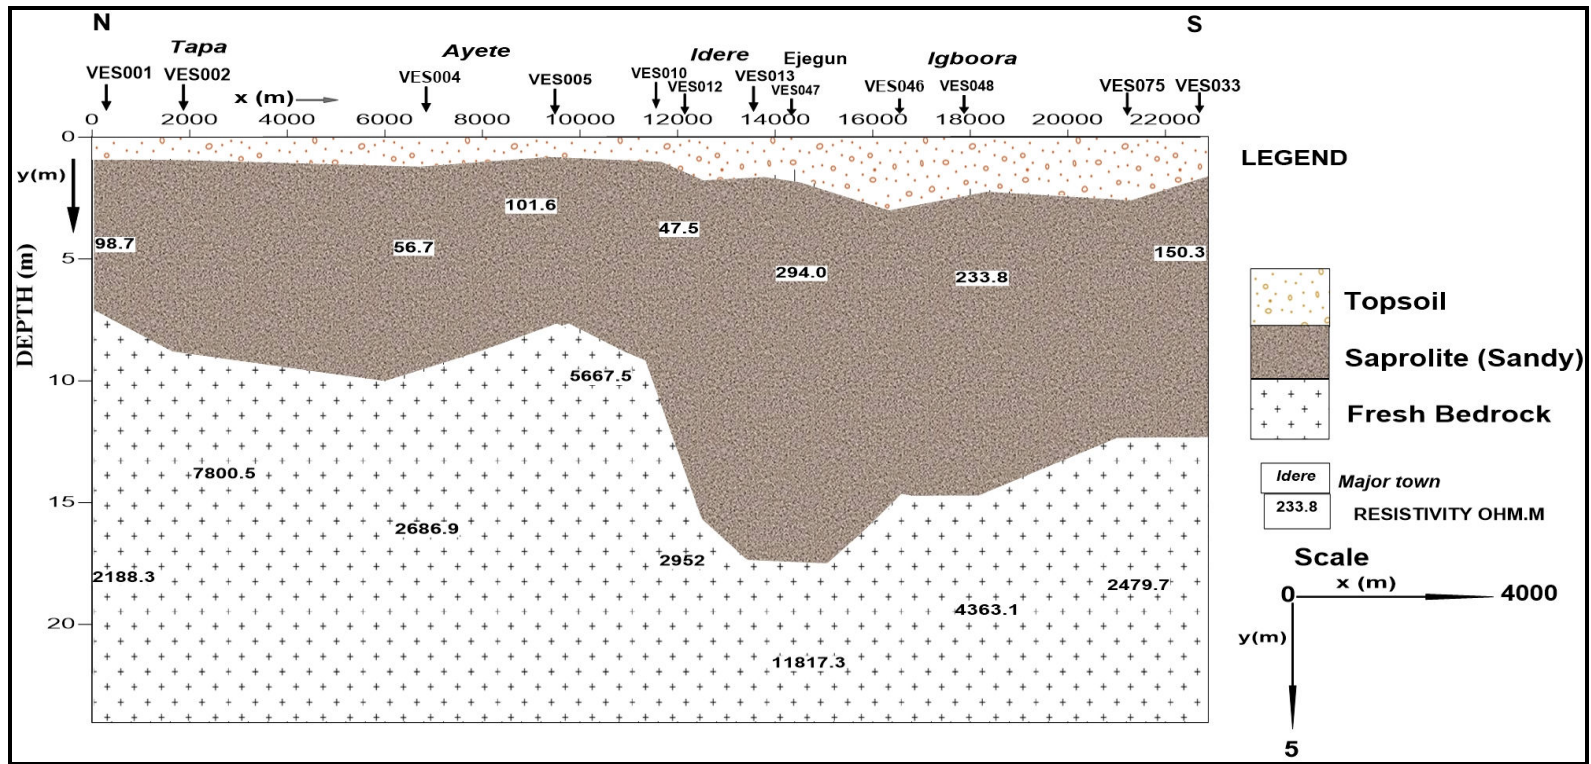 N
S
Tapa
Ayete
Idere
Ejegun
Igboora
VES001
VES002
VES004
VES005
VES010
VES012
VES013
VES047
VES046
VES048
VES075
VES033
x (m)
0
2000
4000
6000
8000
10000
12000
14000
16000
18000
20000
22000
0
5
10
15
20
y(m)
DEPTH (m)
98.7
56.7
101.6
47.5
294.0
233.8
150.3
5667.5
7800.5
2686.9
2188.3
2952
11817.3
4363.1
2479.7
LEGEND
Topsoil
Saprolite (Sandy)
Fresh Bedrock
Idere
Major town
233.8
RESISTIVITY OHM.M
Scale
0
x (m)
4000
y(m)
5